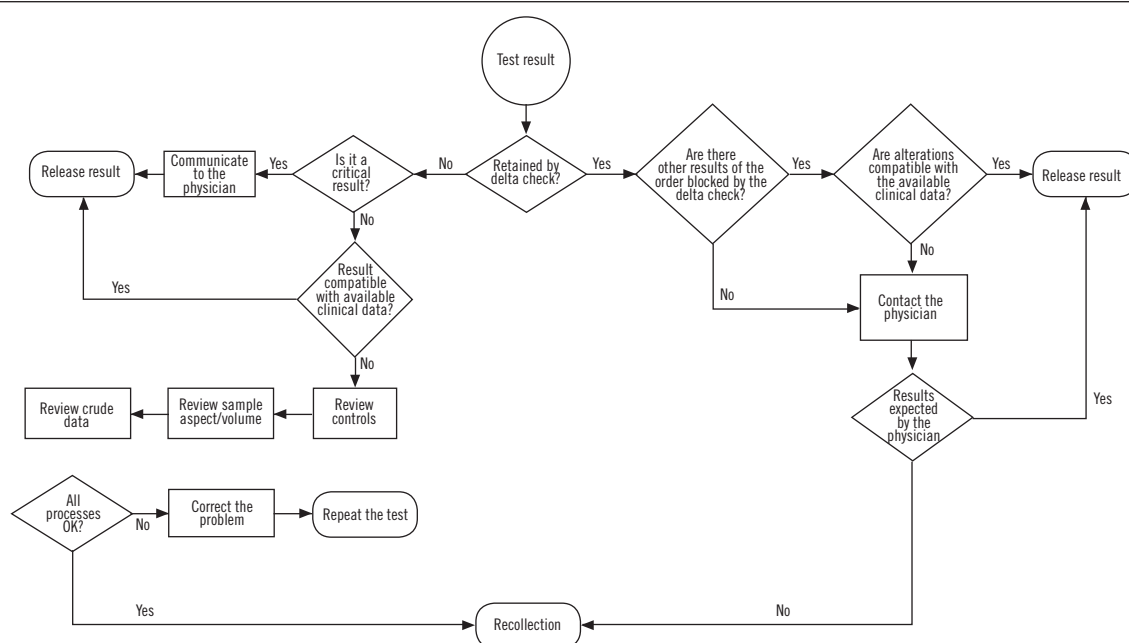 Test result
Release result
Communicate
to the
physician
Yes
Is it a
critical
result?
No
Retained by
delta check?
Yes
Are there
other results of the
order blocked by the
delta check?
Yes
Are alterations
compatible with
the available
clinical data?
Yes
Release result
No
No
Result
compatible
with available
clinical data?
Yes
No
Contact the
physician
No
Review crude
data
Review sample
aspect/volume
Review
controls
Results
expected
by the
physician
Yes
All
processes
OK?
No
Correct the
problem
Repeat the test
Yes
Recollection
No